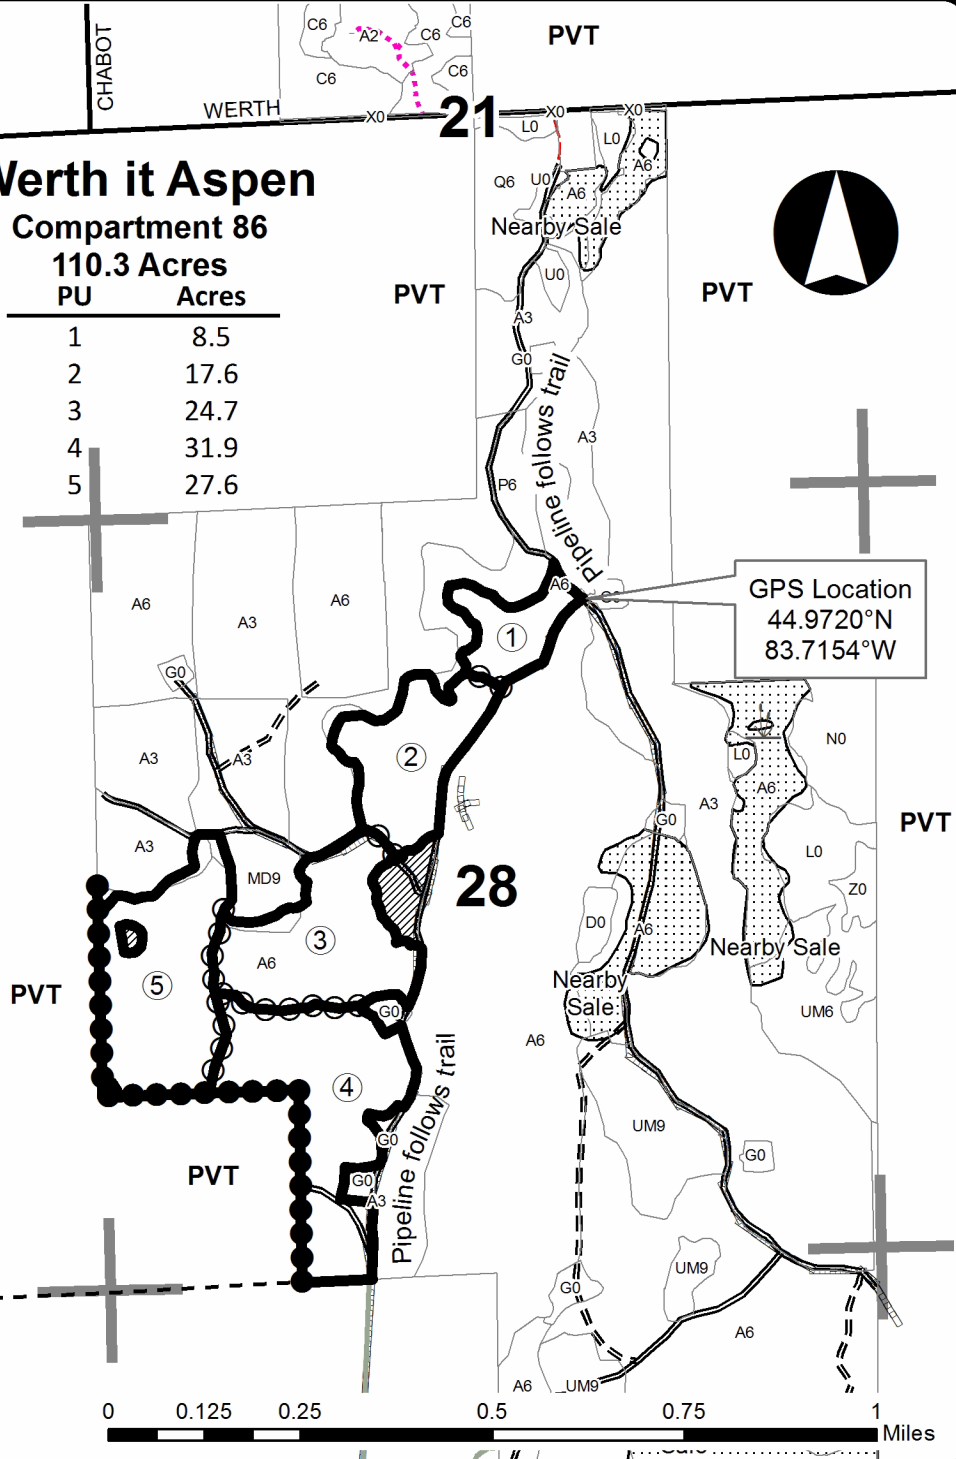 CHABOT
C6
A2
C6
C6
C6
C6
PVT
WERTH
X0
21
X0
X0
L0
L0
A6
Werth it Aspen
Compartment 86
110.3 Acres
PU Acres
1 8.5
2 17.6
3 24.7
4 31.9
5 27.6
Q6
U0
A6
Nearby Sale
U0
PVT
PVT
A3
G0
A3
P6
Pipeline follows trail
A6
GPS Location
44.9720°N
83.7154°W
A6
A3
A6
1
G0
2
A3
A3
N0
L0
A6
A3
G0
PVT
A3
MD9
28
L0
Z0
D0
A6
3
A6
5
Nearby Sale
Nearby
Sale
PVT
G0
UM6
A6
4
Pipeline follows trail
G0
UM9
G0
PVT
G0
A3
UM9
G0
A6
A6
UM9
0 0.125 0.25 0.5 0.75 1
Miles